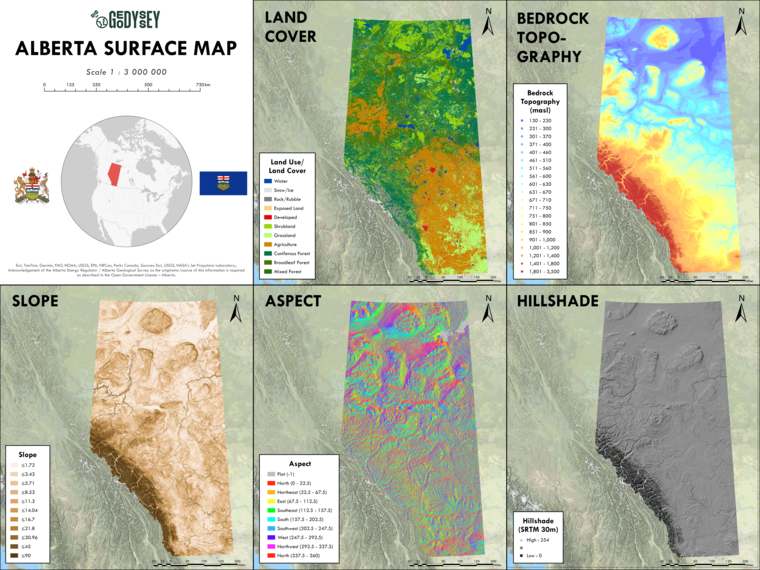 GEODYSSEY
ALBERTA SURFACE MAP
Scale 1 : 3 000 000
0 125 250 500 750 km
Esri, TomTom, Garmin, FAO, NOAA, USGS, EPA, NRCan, Parks Canada, Sources: Esri, USGS, NASA's Jet Propulsion Laboratory,
Acknowledgement of the Alberta Energy Regulator / Alberta Geological Survey as the originator/source of this information is required
as described in the Open Government License – Alberta.
LAND
COVER
N
Land Use/
Land Cover
Water
Snow/Ice
Rock/Rubble
Exposed Land
Developed
Shrubland
Grassland
Agriculture
Coniferous Forest
Broadleaf Forest
Mixed Forest
BEDROCK
TOPO-
GRAPHY
N
Bedrock
Topography
(masl)
130 - 230
231 - 300
301 - 370
371 - 400
401 - 460
461 - 510
511 - 560
561 - 600
601 - 630
631 - 670
671 - 710
711 - 750
751 - 800
801 - 850
851 - 900
901 - 1,000
1,001 - 1,200
1,201 - 1,400
1,401 - 1,800
1,801 - 3,500
SLOPE
N
Slope
≤1.72
≤3.43
≤5.71
≤8.53
≤11.3
≤14.04
≤16.7
≤21.8
≤30.96
≤45
≤90
ASPECT
N
Aspect
Flat (-1)
North (0 - 22.5)
Northeast (22.5 - 67.5)
East (67.5 - 112.5)
Southeast (112.5 - 157.5)
South (157.5 - 202.5)
Southwest (202.5 - 247.5)
West (247.5 - 292.5)
Northwest (292.5 - 337.5)
North (337.5 - 360)
HILLSHADE
N
Hillshade
(SRTM 30m)
High : 254
Low : 0